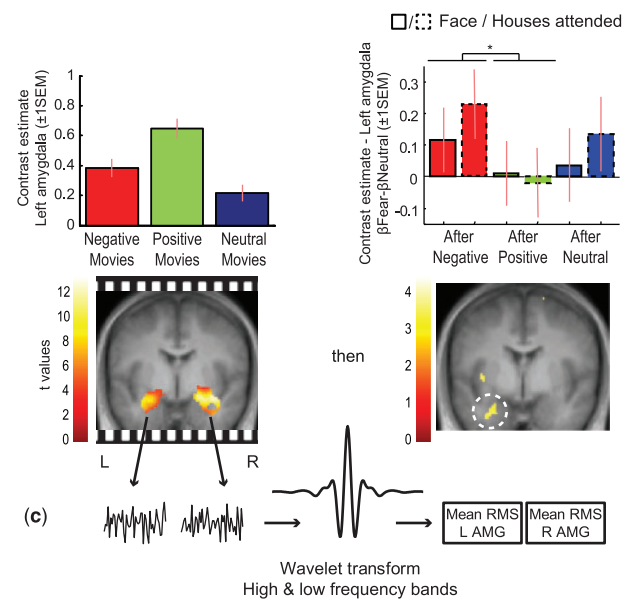 / Face / Houses attended
Contrast estimate
Left amygdala (±1SEM)
1
0.8
0.6
0.4
0.2
0
Negative Movies
Positive Movies
Neutral Movies
Contrast estimate - Left amygdala
βFear-βNeutral (±1SEM)
*
0.3
0.2
0.1
0
-0.1
After Negative
After Positive
After Neutral
t values
12
10
8
6
4
2
0
L
R
then
4
3
2
1
0
(c)
Wavelet transform
High & low frequency bands
Mean RMS
L AMG
Mean RMS
R AMG